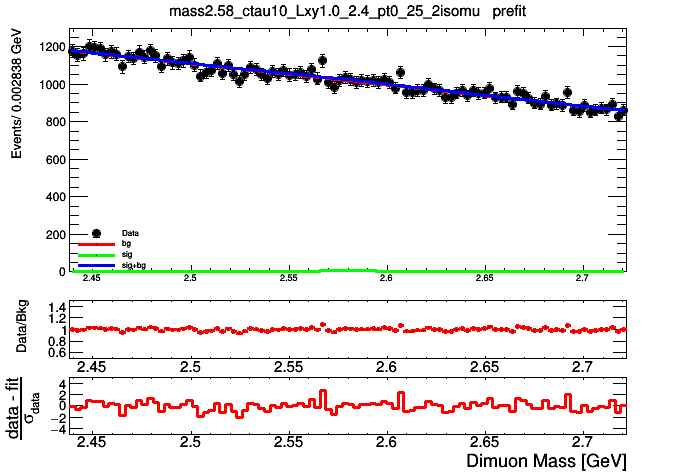 mass2.58_ctau10_Lxy1.0_2.4_pt0_25_2isomu prefit
Events/ 0.002838 GeV
1200
1000
800
600
400
200
0
Data
bg
sig
sig+bg
2.45 2.5 2.55 2.6 2.65 2.7
Data/Bkg
1.4
1.2
1
0.8
0.6
2.45 2.5 2.55 2.6 2.65 2.7
data - fit
σdata
4
2
0
−2
−4
2.45 2.5 2.55 2.6 2.65 2.7
Dimuon Mass [GeV]